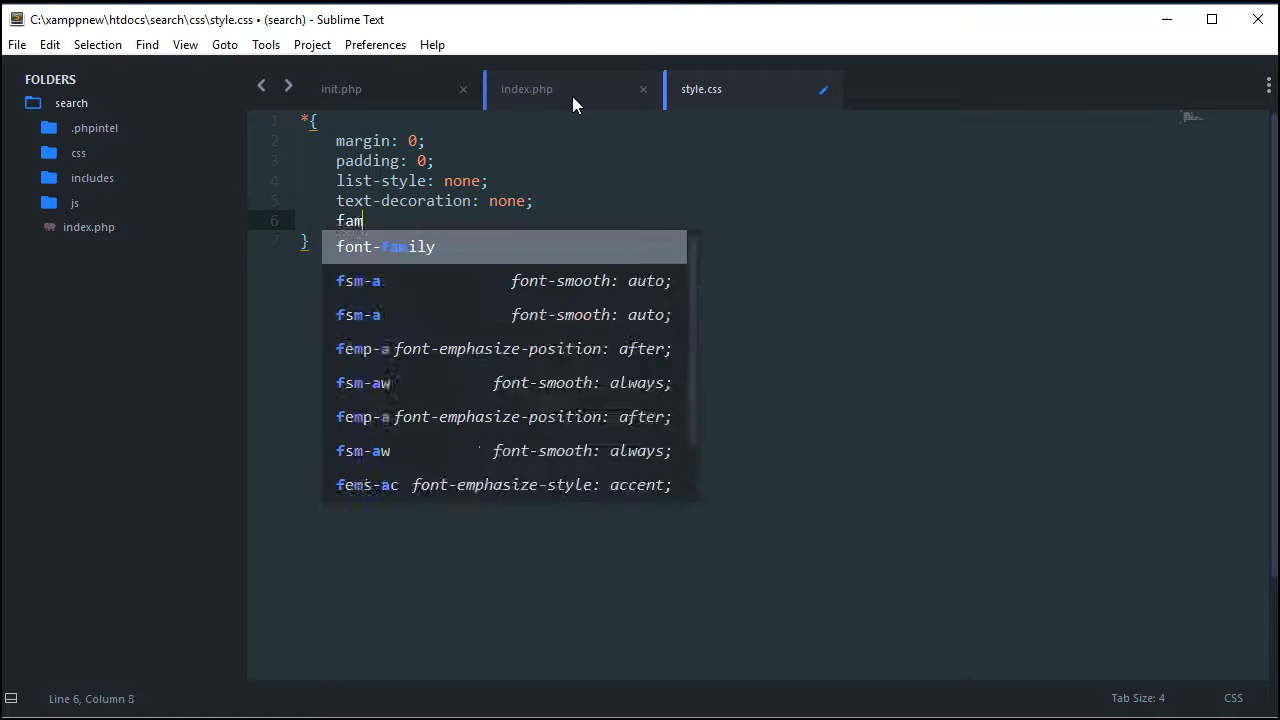 C:\xamppnew\htdocs\search\css\style.css • (search) - Sublime Text
File Edit Selection Find View Goto Tools Project Preferences Help
FOLDERS
search
.phpintel
css
includes
js
index.php
init.php
index.php
style.css
1 *{
2 margin: 0;
3 padding: 0;
4 list-style: none;
5 text-decoration: none;
6 fam
7 }
font-family
fsm-a font-smooth: auto;
fsm-a font-smooth: auto;
femp-a font-emphasize-position: after;
fsm-aw font-smooth: always;
femp-a font-emphasize-position: after;
fsm-aw font-smooth: always;
fems-ac font-emphasize-style: accent;
Line 6, Column 8
Tab Size: 4
CSS